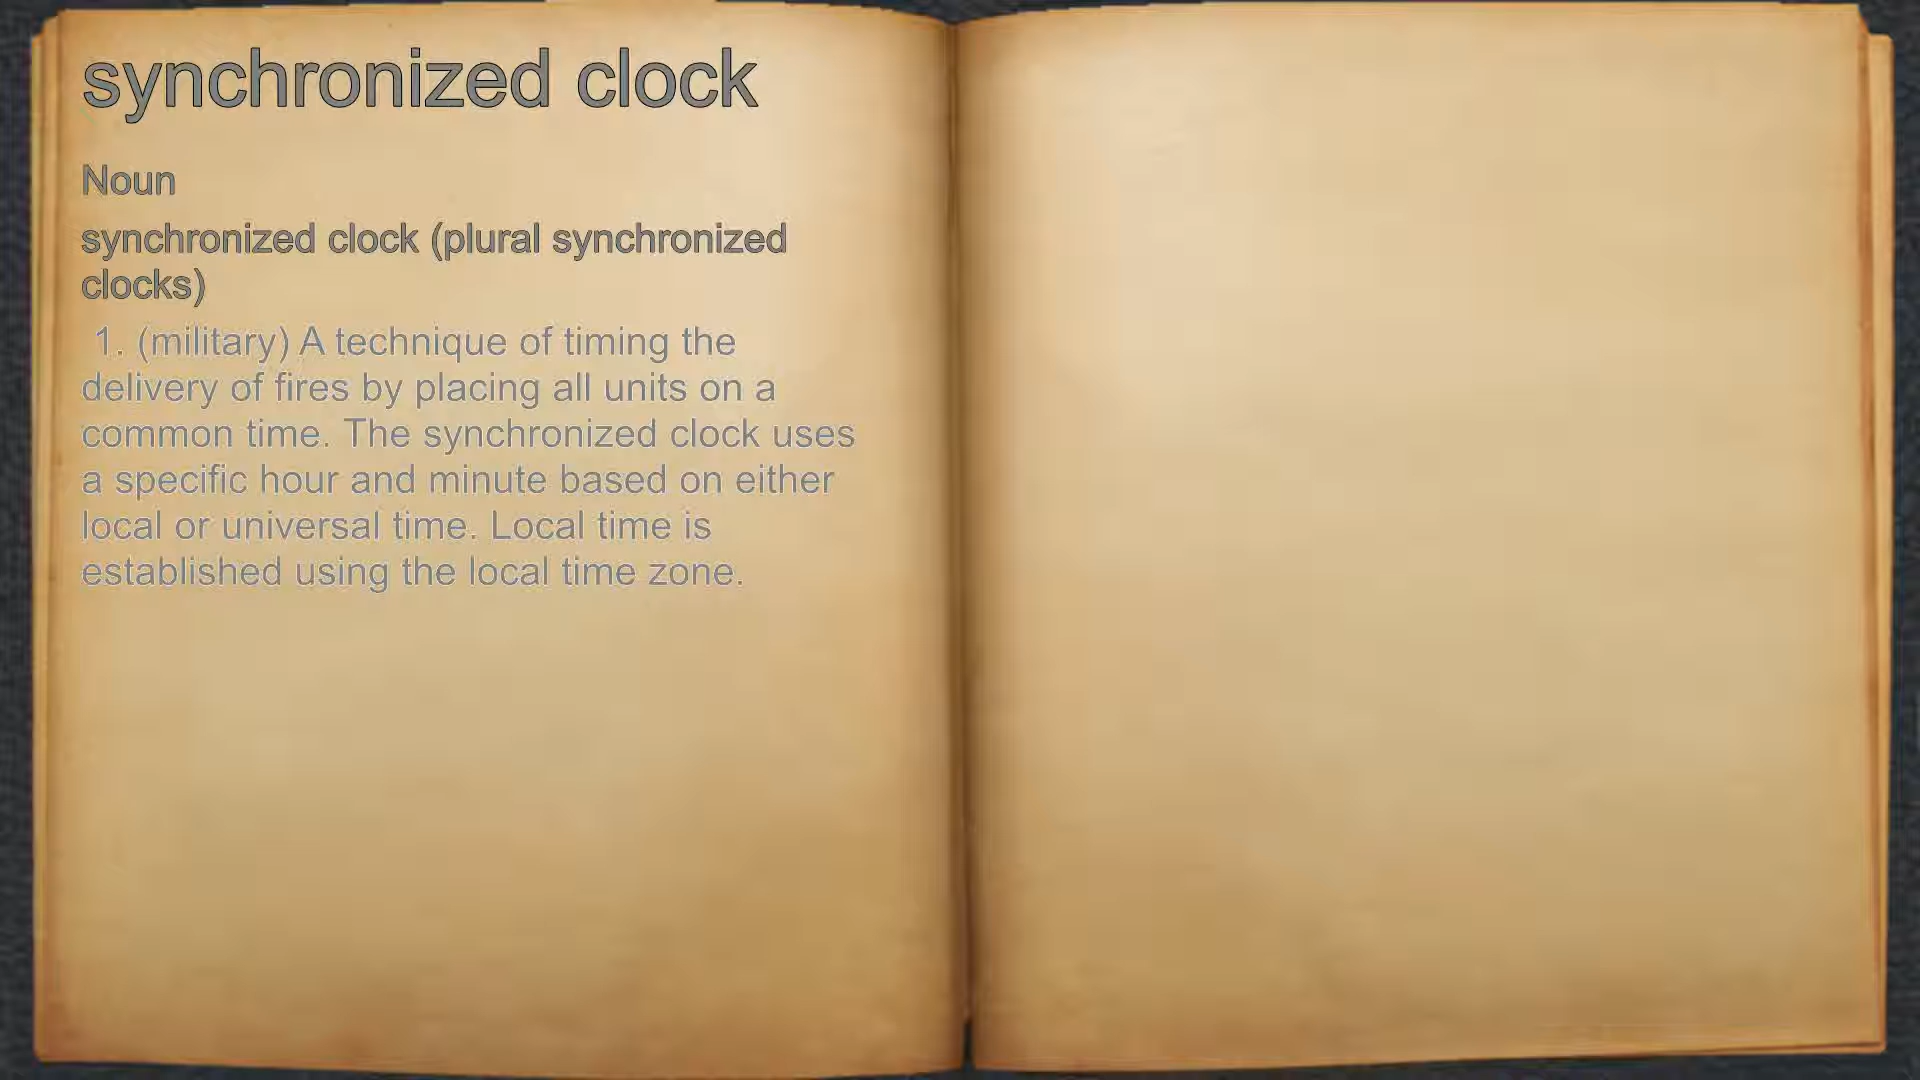 synchronized clock
Noun
synchronized clock (plural synchronized
clocks)
1. (military) A technique of timing the
delivery of fires by placing all units on a
common time. The synchronized clock uses
a specific hour and minute based on either
local or universal time. Local time is
established using the local time zone.